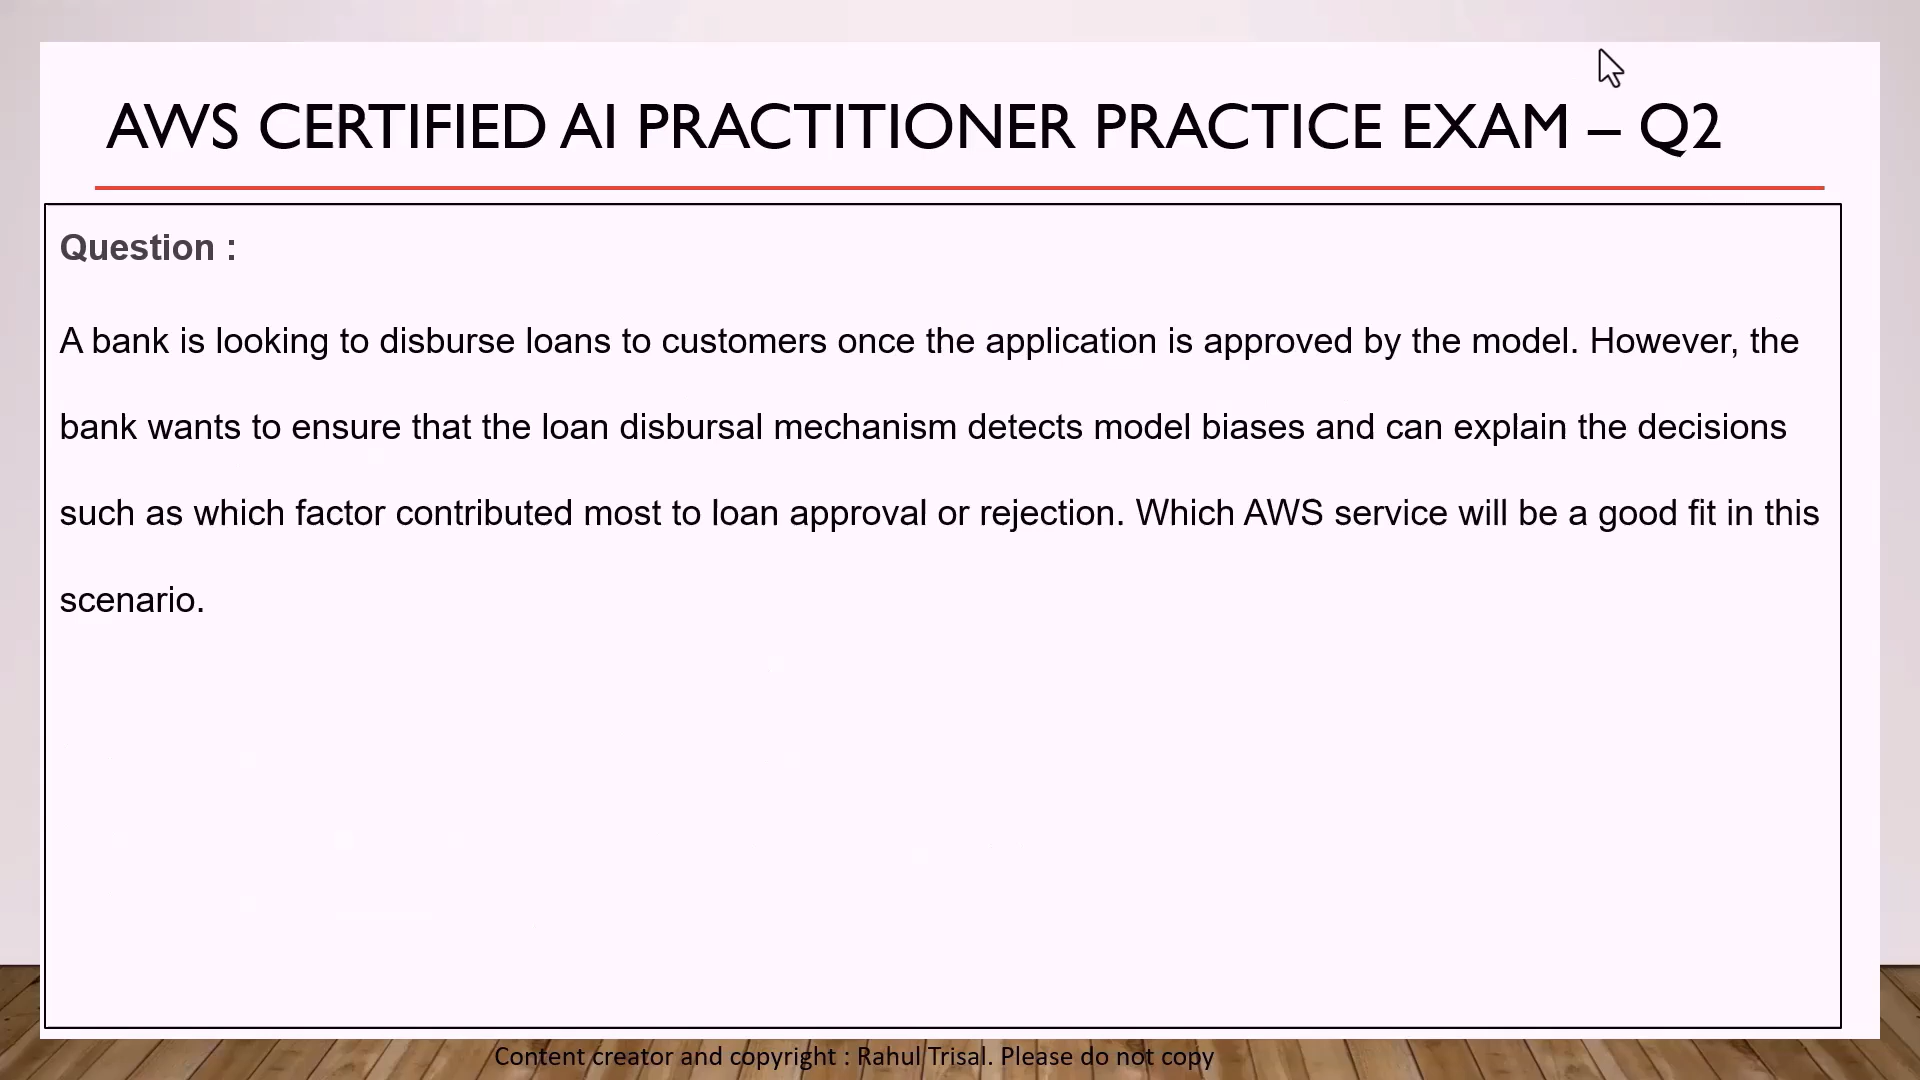 AWS CERTIFIED AI PRACTITIONER PRACTICE EXAM – Q2
Question :
A bank is looking to disburse loans to customers once the application is approved by the model. However, the
bank wants to ensure that the loan disbursal mechanism detects model biases and can explain the decisions
such as which factor contributed most to loan approval or rejection. Which AWS service will be a good fit in this
scenario.
Content creator and copyright : Rahul Trisal. Please do not copy